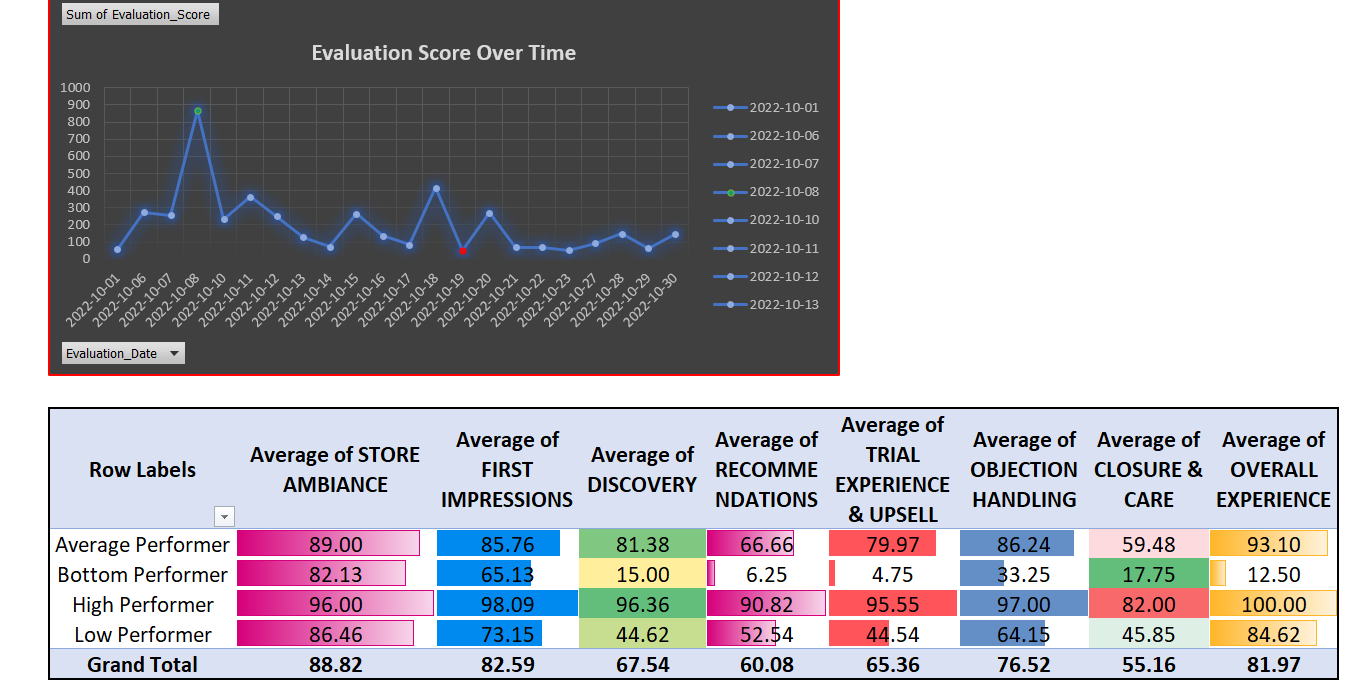 Sum of Evaluation_Score
Evaluation Score Over Time
1000
900
800
700
600
500
400
300
200
100
0
2022-10-01
2022-10-06
2022-10-07
2022-10-08
2022-10-10
2022-10-11
2022-10-12
2022-10-13
2022-10-14
2022-10-15
2022-10-16
2022-10-17
2022-10-18
2022-10-19
2022-10-20
2022-10-21
2022-10-22
2022-10-23
2022-10-27
2022-10-28
2022-10-29
2022-10-30
2022-10-01
2022-10-06
2022-10-07
2022-10-08
2022-10-10
2022-10-11
2022-10-12
2022-10-13
Evaluation_Date
Row Labels
Average of STORE
AMBIANCE
Average of
FIRST
IMPRESSIONS
Average of
DISCOVERY
Average of
RECOMME
NDATIONS
Average of
TRIAL
EXPERIENCE
& UPSELL
Average of
OBJECTION
HANDLING
Average of
CLOSURE &
CARE
Average of
OVERALL
EXPERIENCE
Average Performer 89.00 85.76 81.38 66.66 79.97 86.24 59.48 93.10
Bottom Performer 82.13 65.13 15.00 6.25 4.75 33.25 17.75 12.50
High Performer 96.00 98.09 96.36 90.82 95.55 97.00 82.00 100.00
Low Performer 86.46 73.15 44.62 52.54 44.54 64.15 45.85 84.62
Grand Total 88.82 82.59 67.54 60.08 65.36 76.52 55.16 81.97